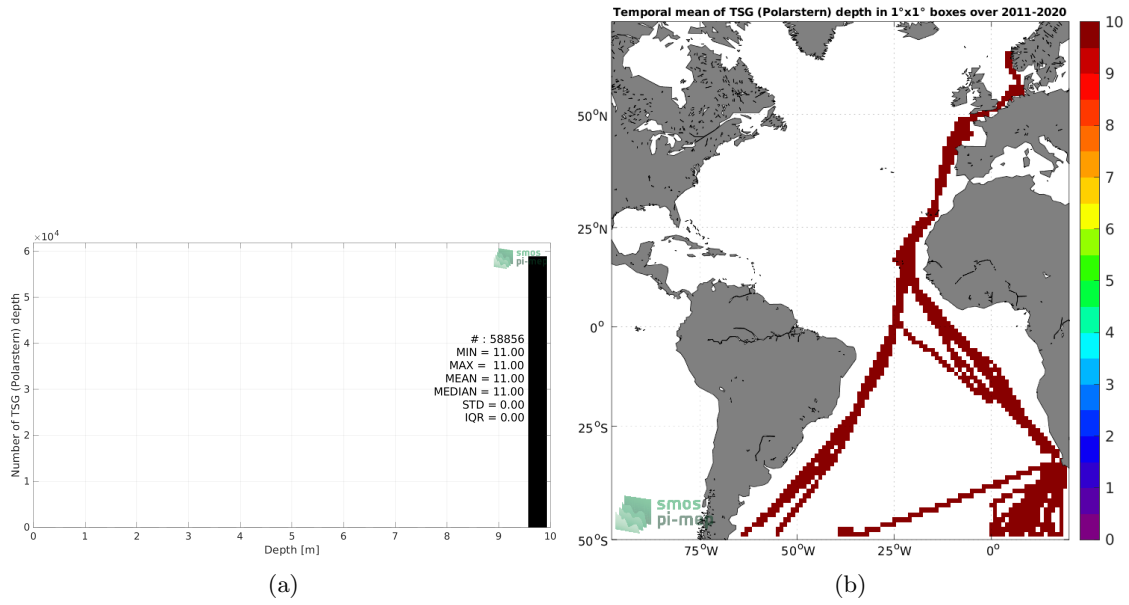 ×10⁴
6
5
4
3
2
1
0
Number of TSG (Polarstern) depth
smos
pi-mep
# : 58856
MIN = 11.00
MAX = 11.00
MEAN = 11.00
MEDIAN = 11.00
STD = 0.00
IQR = 0.00
0 1 2 3 4 5 6 7 8 9 10
Depth [m]
(a)
Temporal mean of TSG (Polarstern) depth in 1°x1° boxes over 2011-2020
50°N
25°N
0°
25°S
50°S
75°W 50°W 25°W 0°
smos
pi-mep
10
9
8
7
6
5
4
3
2
1
0
(b)